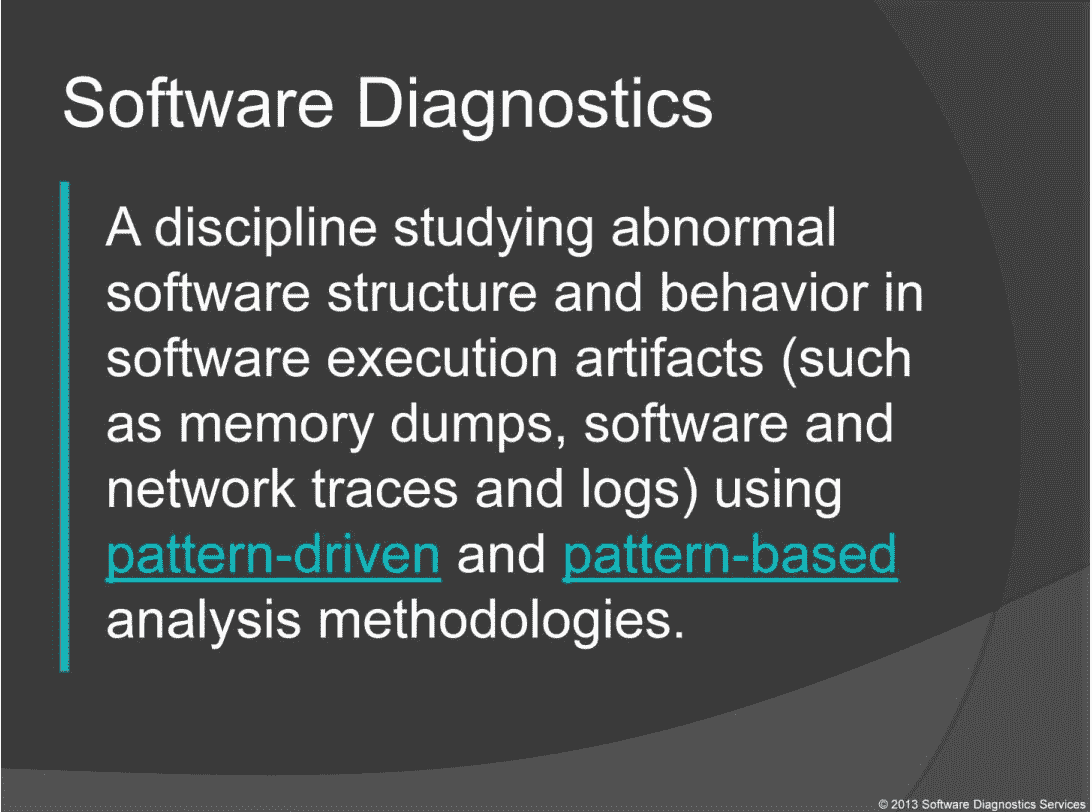 Software Diagnostics
A discipline studying abnormal
software structure and behavior in
software execution artifacts (such
as memory dumps, software and
network traces and logs) using
pattern-driven and pattern-based
analysis methodologies.
© 2013 Software Diagnostics Services